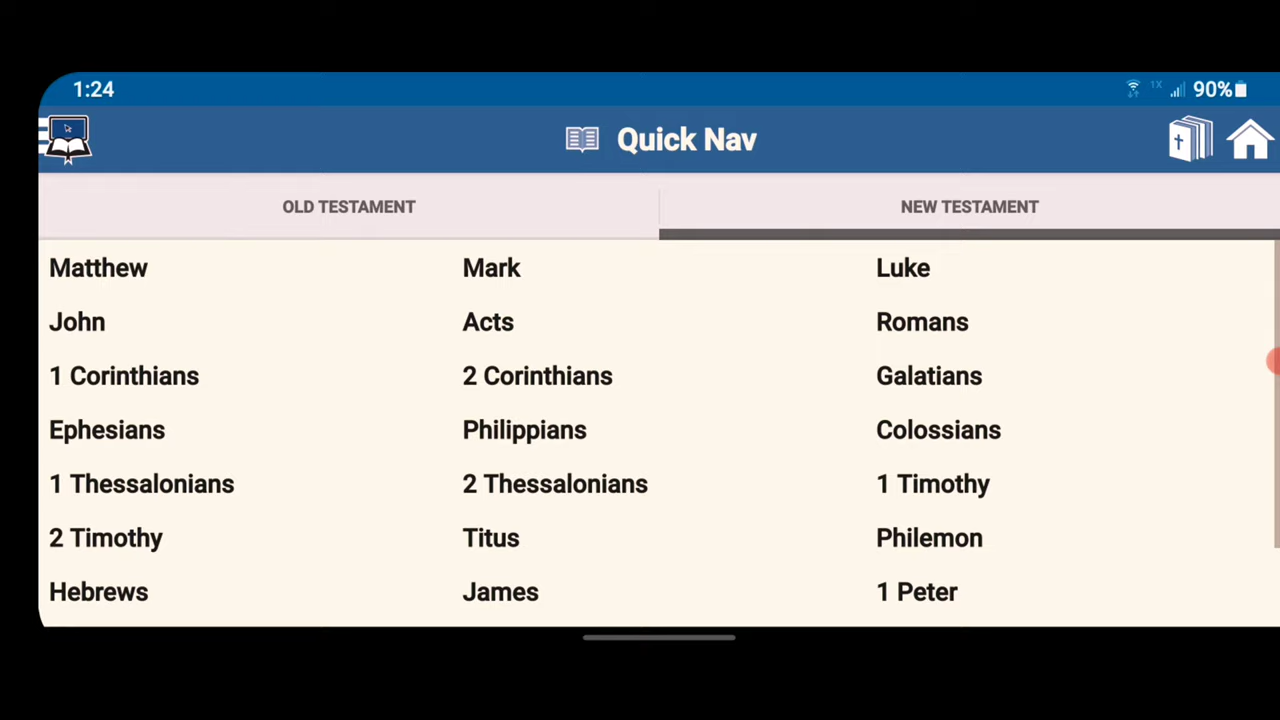 1:24 1X 90%
Quick Nav
OLD TESTAMENT NEW TESTAMENT
Matthew Mark Luke
John Acts Romans
1 Corinthians 2 Corinthians Galatians
Ephesians Philippians Colossians
1 Thessalonians 2 Thessalonians 1 Timothy
2 Timothy Titus Philemon
Hebrews James 1 Peter